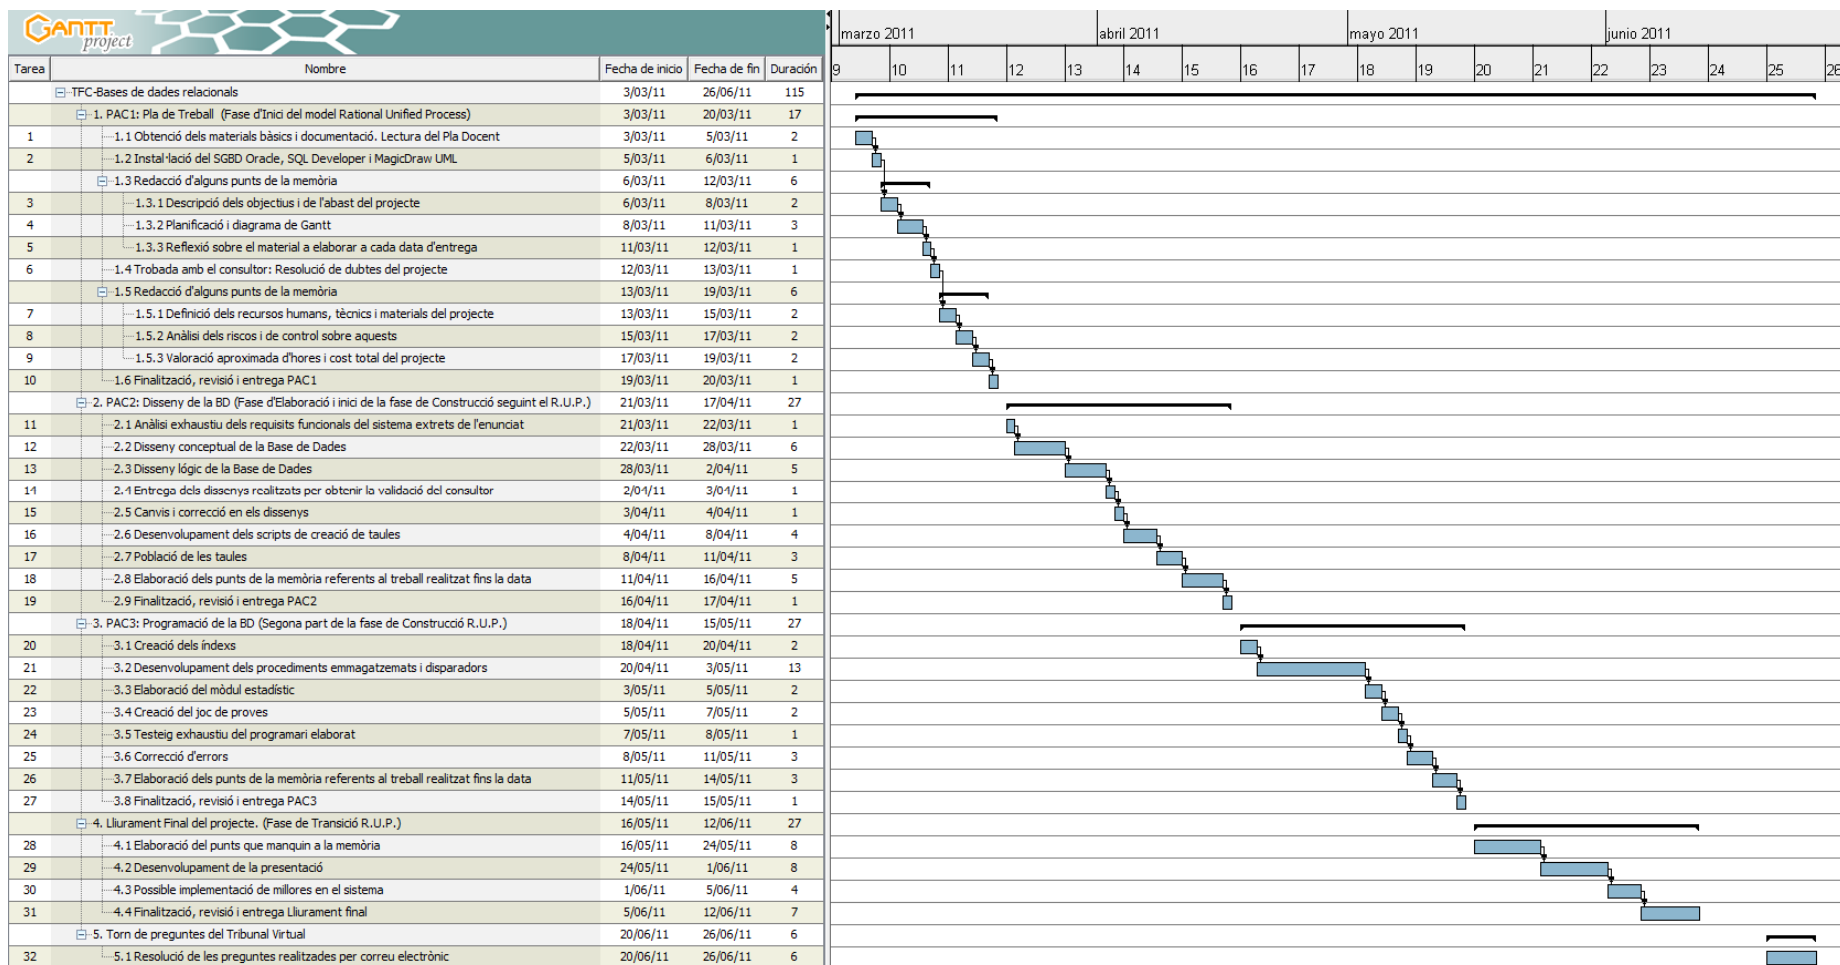 GANTT project
marzo 2011 abril 2011 mayo 2011 junio 2011
Tarea Nombre Fecha de inicio Fecha de fin Duración 9 10 11 12 13 14 15 16 17 18 19 20 21 22 23 24 25 26
TFC-Bases de dades relacionals 3/03/11 26/06/11 115
1. PAC1: Pla de Treball (Fase d'Inici del model Rational Unified Process) 3/03/11 20/03/11 17
1 1.1 Obtenció dels materials bàsics i documentació. Lectura del Pla Docent 3/03/11 5/03/11 2
2 1.2 Instal·lació del SGBD Oracle, SQL Developer i MagicDraw UML 5/03/11 6/03/11 1
1.3 Redacció d'alguns punts de la memòria 6/03/11 12/03/11 6
3 1.3.1 Descripció dels objectius i de l'abast del projecte 6/03/11 8/03/11 2
4 1.3.2 Planificació i diagrama de Gantt 8/03/11 11/03/11 3
5 1.3.3 Reflexió sobre el material a elaborar a cada data d'entrega 11/03/11 12/03/11 1
6 1.4 Trobada amb el consultor: Resolució de dubtes del projecte 12/03/11 13/03/11 1
1.5 Redacció d'alguns punts de la memòria 13/03/11 19/03/11 6
7 1.5.1 Definició dels recursos humans, tècnics i materials del projecte 13/03/11 15/03/11 2
8 1.5.2 Anàlisi dels riscos i de control sobre aquests 15/03/11 17/03/11 2
9 1.5.3 Valoració aproximada d'hores i cost total del projecte 17/03/11 19/03/11 2
10 1.6 Finalització, revisió i entrega PAC1 19/03/11 20/03/11 1
2. PAC2: Disseny de la BD (Fase d'Elaboració i inici de la fase de Construcció seguint el R.U.P.) 21/03/11 17/04/11 27
11 2.1 Anàlisi exhaustiu dels requisits funcionals del sistema extrets de l'enunciat 21/03/11 22/03/11 1
12 2.2 Disseny conceptual de la Base de Dades 22/03/11 28/03/11 6
13 2.3 Disseny lógic de la Base de Dades 28/03/11 2/04/11 5
14 2.4 Entrega dels dissenys realitzats per obtenir la validació del consultor 2/04/11 3/04/11 1
15 2.5 Canvis i correcció en els dissenys 3/04/11 4/04/11 1
16 2.6 Desenvolupament dels scripts de creació de taules 4/04/11 8/04/11 4
17 2.7 Població de les taules 8/04/11 11/04/11 3
18 2.8 Elaboració dels punts de la memòria referents al treball realitzat fins la data 11/04/11 16/04/11 5
19 2.9 Finalització, revisió i entrega PAC2 16/04/11 17/04/11 1
3. PAC3: Programació de la BD (Segona part de la fase de Construcció R.U.P.) 18/04/11 15/05/11 27
20 3.1 Creació dels índexs 18/04/11 20/04/11 2
21 3.2 Desenvolupament dels procediments emmagatzemats i disparadors 20/04/11 3/05/11 13
22 3.3 Elaboració del mòdul estadístic 3/05/11 5/05/11 2
23 3.4 Creació del joc de proves 5/05/11 7/05/11 2
24 3.5 Testeig exhaustiu del programari elaborat 7/05/11 8/05/11 1
25 3.6 Correcció d'errors 8/05/11 11/05/11 3
26 3.7 Elaboració dels punts de la memòria referents al treball realitzat fins la data 11/05/11 14/05/11 3
27 3.8 Finalització, revisió i entrega PAC3 14/05/11 15/05/11 1
4. Lliurament Final del projecte. (Fase de Transició R.U.P.) 16/05/11 12/06/11 27
28 4.1 Elaboració del punts que manquin a la memòria 16/05/11 24/05/11 8
29 4.2 Desenvolupament de la presentació 24/05/11 1/06/11 8
30 4.3 Possible implementació de millores en el sistema 1/06/11 5/06/11 4
31 4.4 Finalització, revisió i entrega Lliurament final 5/06/11 12/06/11 7
5. Torn de preguntes del Tribunal Virtual 20/06/11 26/06/11 6
32 5.1 Resolució de les preguntes realitzades per correu electrònic 20/06/11 26/06/11 6